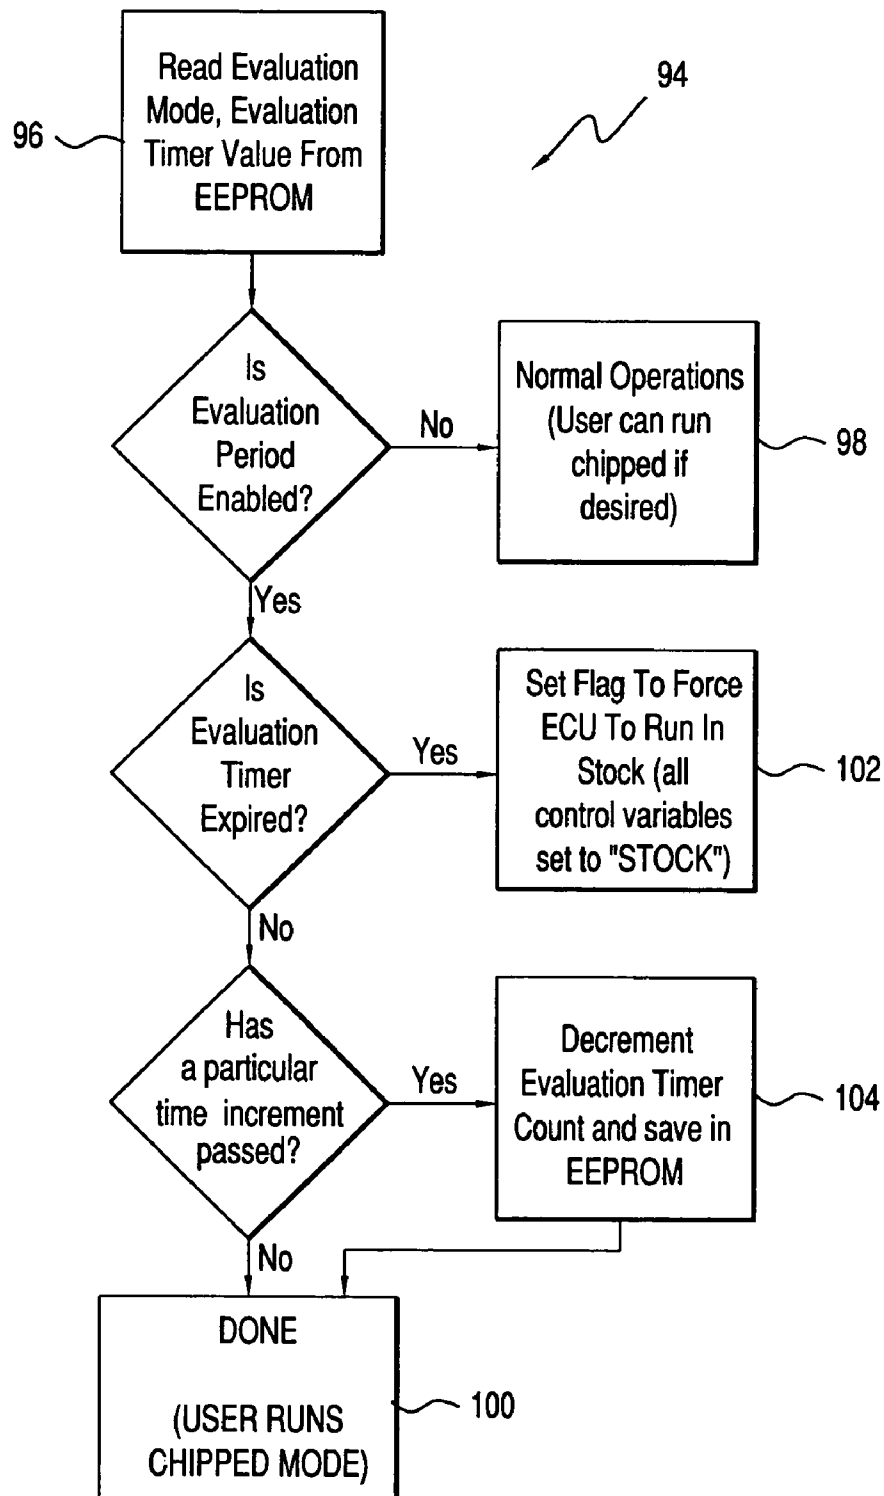 Read Evaluation
Mode, Evaluation
Timer Value From
EEPROM
96
94
Is
Evaluation
Period
Enabled?
No
Normal Operations
(User can run
chipped if
desired)
98
Yes
Is
Evaluation
Timer
Expired?
Yes
Set Flag To Force
ECU To Run In
Stock (all
control variables
set to "STOCK")
102
No
Has
a particular
time increment
passed?
Yes
Decrement
Evaluation Timer
Count and save in
EEPROM
104
No
DONE
(USER RUNS
CHIPPED MODE)
100